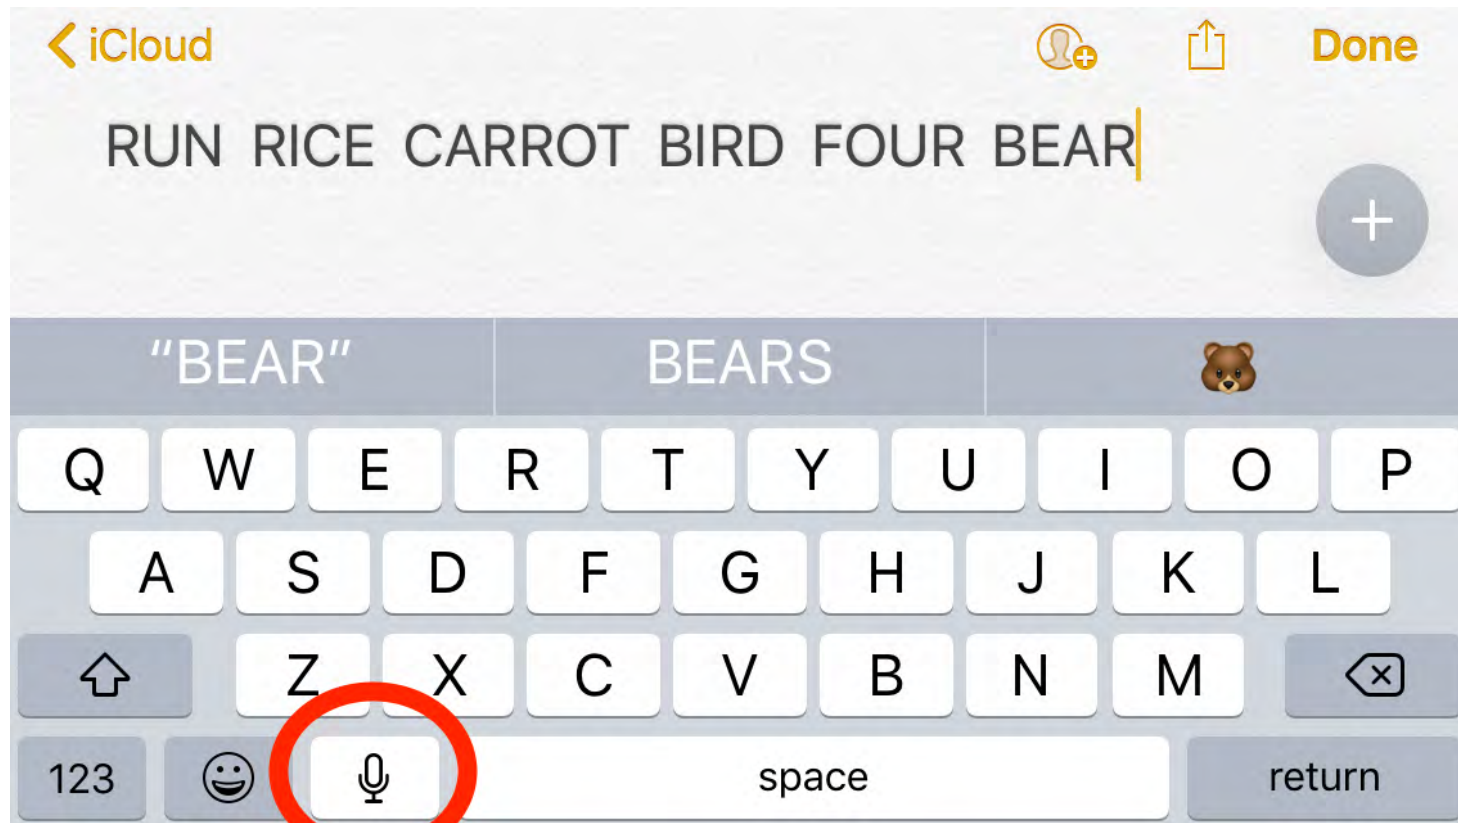 iCloud Done
RUN RICE CARROT BIRD FOUR BEAR
“BEAR” BEARS
Q W E R T Y U I O P
A S D F G H J K L
Z X C V B N M
123 space return